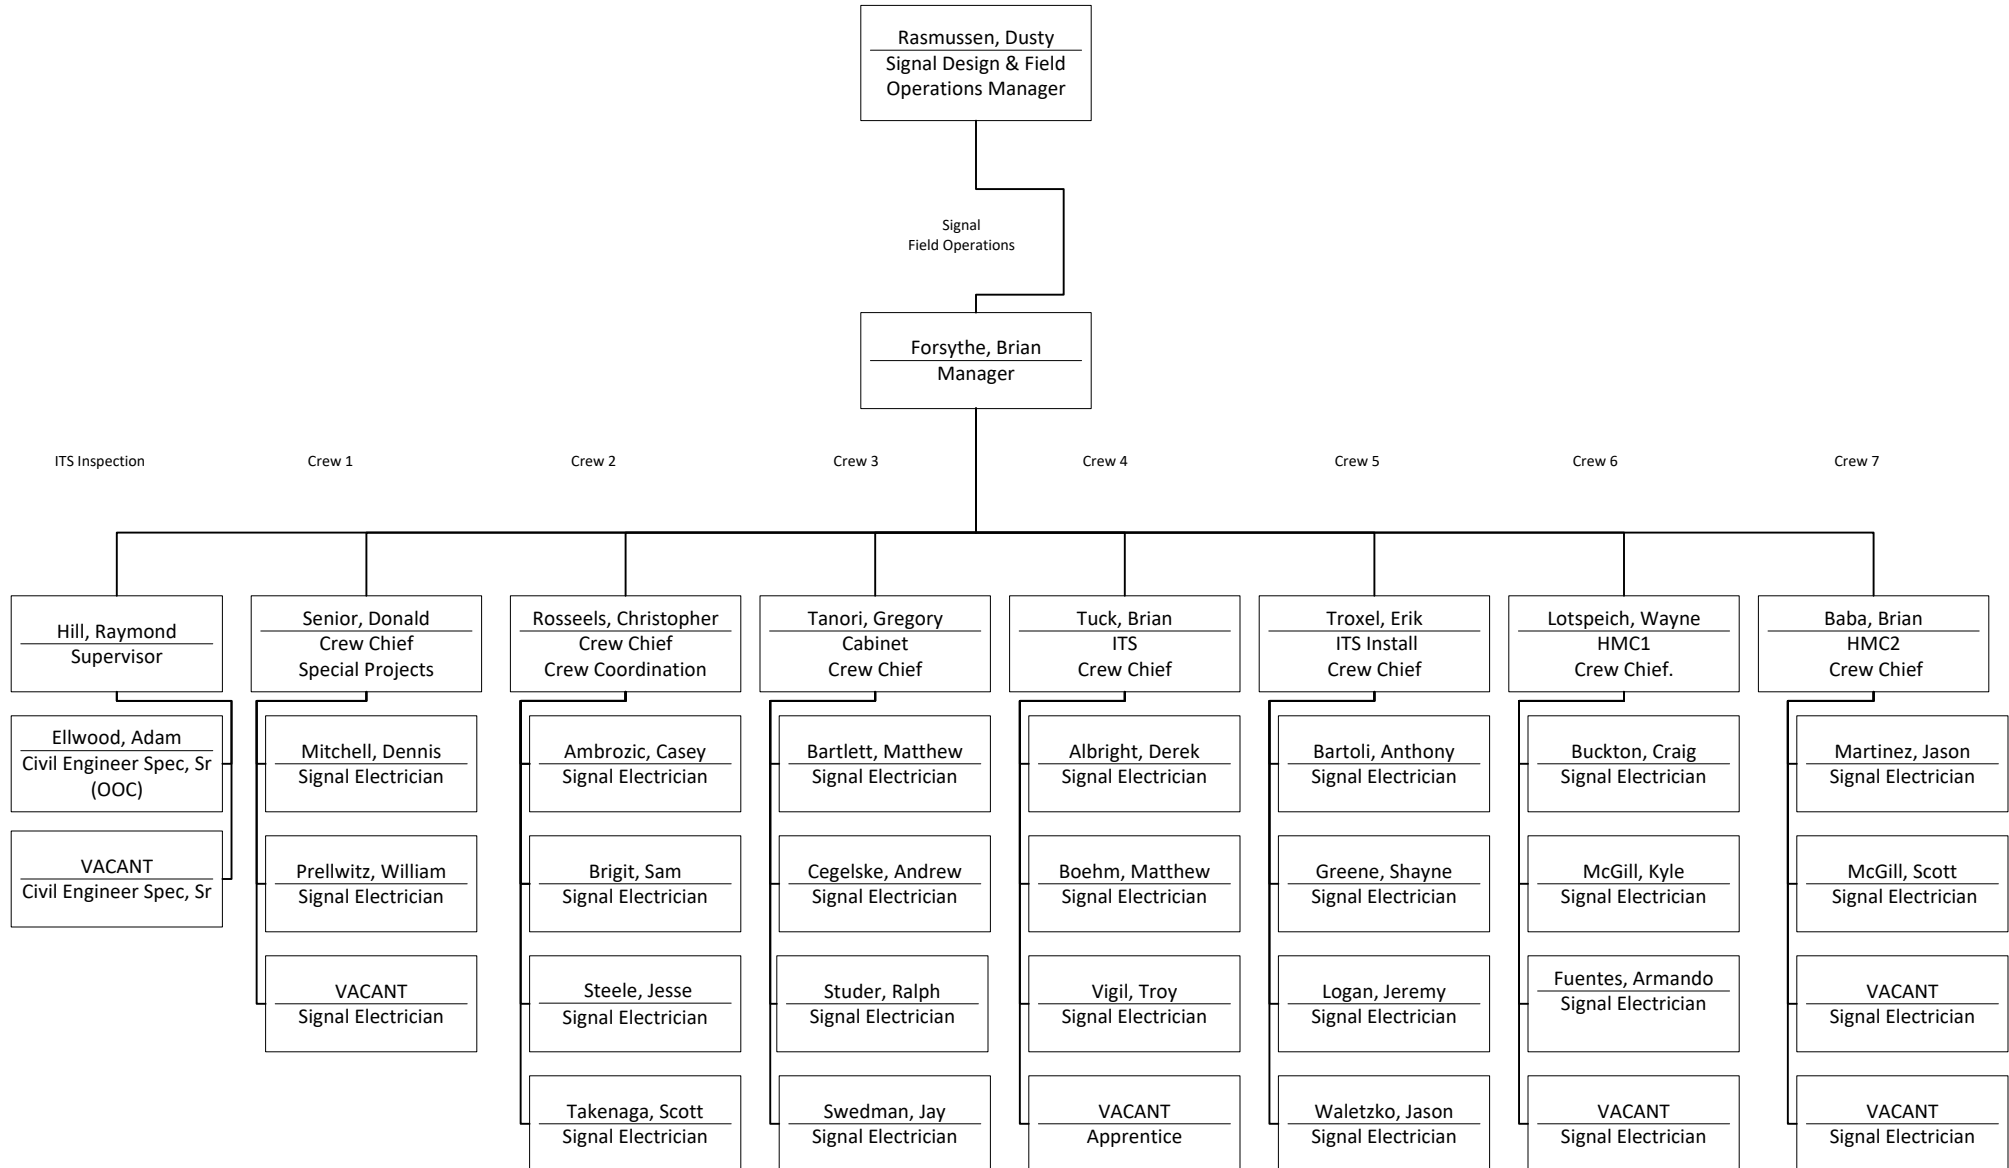 Rasmussen, Dusty
Signal Design & Field
Operations Manager
Signal
Field Operations
Forsythe, Brian
Manager
ITS Inspection
Crew 1
Crew 2
Crew 3
Crew 4
Crew 5
Crew 6
Crew 7
Hill, Raymond
Supervisor
Senior, Donald
Crew Chief
Special Projects
Rosseels, Christopher
Crew Chief
Crew Coordination
Tanori, Gregory
Cabinet
Crew Chief
Tuck, Brian
ITS
Crew Chief
Troxel, Erik
ITS Install
Crew Chief
Lotspeich, Wayne
HMC1
Crew Chief.
Baba, Brian
HMC2
Crew Chief
Ellwood, Adam
Civil Engineer Spec, Sr
(OOC)
Mitchell, Dennis
Signal Electrician
Ambrozic, Casey
Signal Electrician
Bartlett, Matthew
Signal Electrician
Albright, Derek
Signal Electrician
Bartoli, Anthony
Signal Electrician
Buckton, Craig
Signal Electrician
Martinez, Jason
Signal Electrician
VACANT
Civil Engineer Spec, Sr
Prellwitz, William
Signal Electrician
Brigit, Sam
Signal Electrician
Cegelske, Andrew
Signal Electrician
Boehm, Matthew
Signal Electrician
Greene, Shayne
Signal Electrician
McGill, Kyle
Signal Electrician
McGill, Scott
Signal Electrician
VACANT
Signal Electrician
Steele, Jesse
Signal Electrician
Studer, Ralph
Signal Electrician
Vigil, Troy
Signal Electrician
Logan, Jeremy
Signal Electrician
Fuentes, Armando
Signal Electrician
VACANT
Signal Electrician
Takenaga, Scott
Signal Electrician
Swedman, Jay
Signal Electrician
VACANT
Apprentice
Waletzko, Jason
Signal Electrician
VACANT
Signal Electrician
VACANT
Signal Electrician